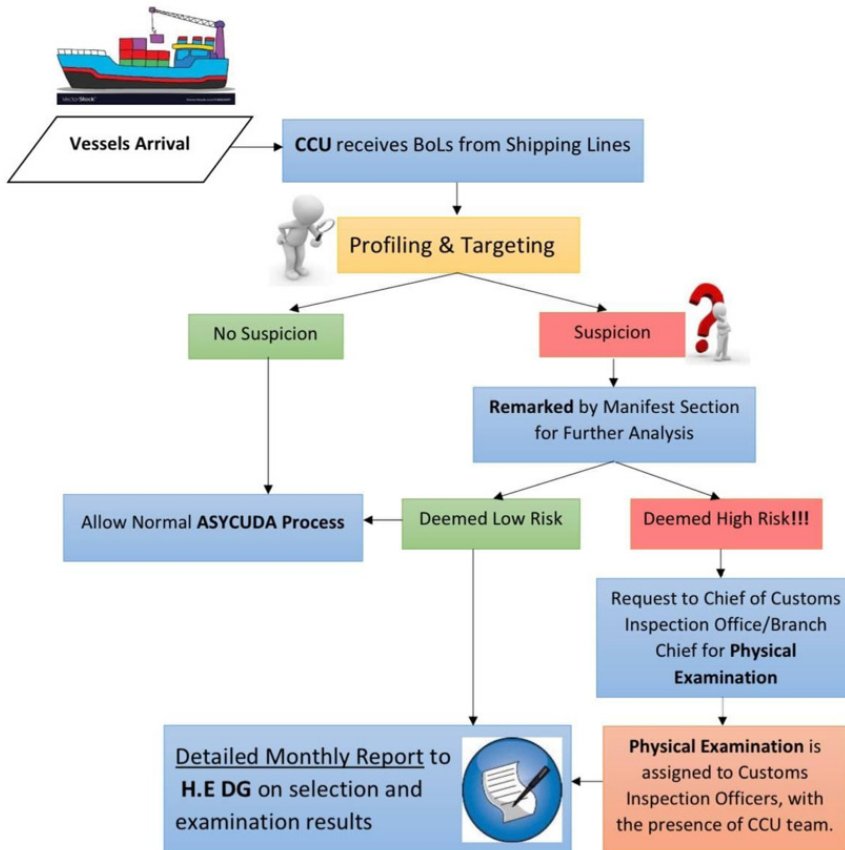 VectorStock
Vessels Arrival
CCU receives BoLs from Shipping Lines
Profiling & Targeting
No Suspicion
Suspicion
Remarked by Manifest Section
for Further Analysis
Allow Normal ASYCUDA Process
Deemed Low Risk
Deemed High Risk!!!
Request to Chief of Customs
Inspection Office/Branch
Chief for Physical
Examination
Detailed Monthly Report to
H.E DG on selection and
examination results
Physical Examination is
assigned to Customs
Inspection Officers, with
the presence of CCU team.